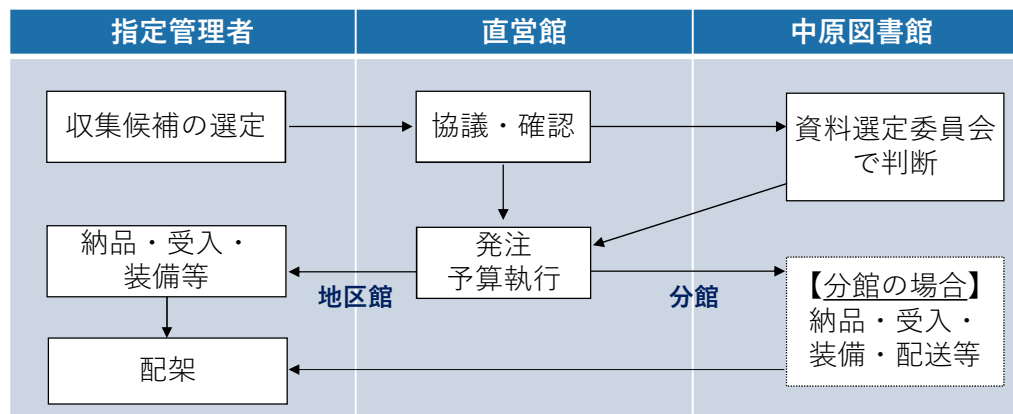 指定管理者
直営館
中原図書館
収集候補の選定
協議・確認
資料選定委員会
で判断
納品・受入・
装備等
発注
予算執行
地区館
分館
【分館の場合】
納品・受入・
装備・配送等
配架